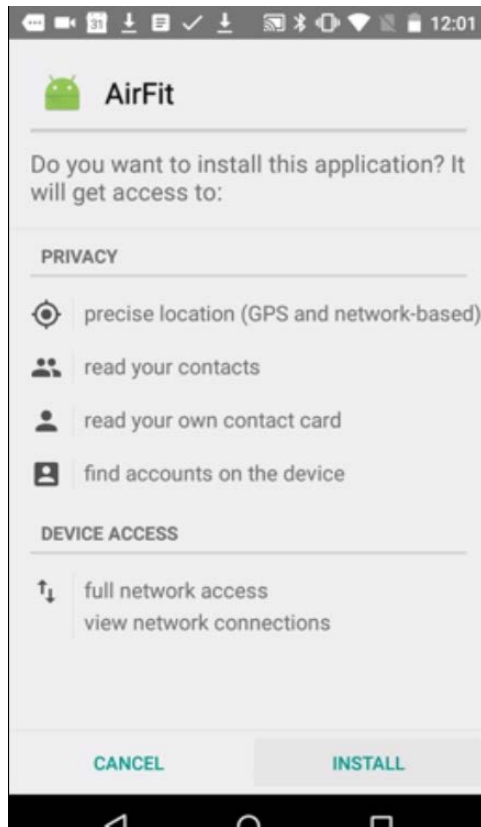 31 12:01
AirFit
Do you want to install this application? It
will get access to:
PRIVACY
precise location (GPS and network-based)
read your contacts
read your own contact card
find accounts on the device
DEVICE ACCESS
full network access
view network connections
CANCEL INSTALL